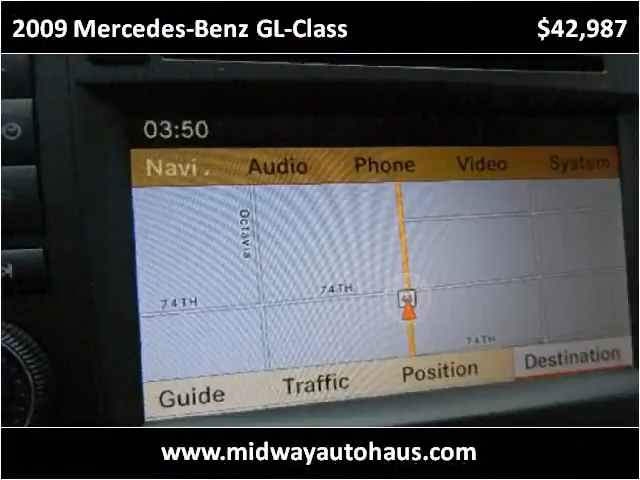 2009 Mercedes-Benz GL-Class $42,987
03:50
Navi Audio Phone Video System
Octavia
74TH 74TH 74TH
Guide Traffic Position Destination
www.midwayautohaus.com